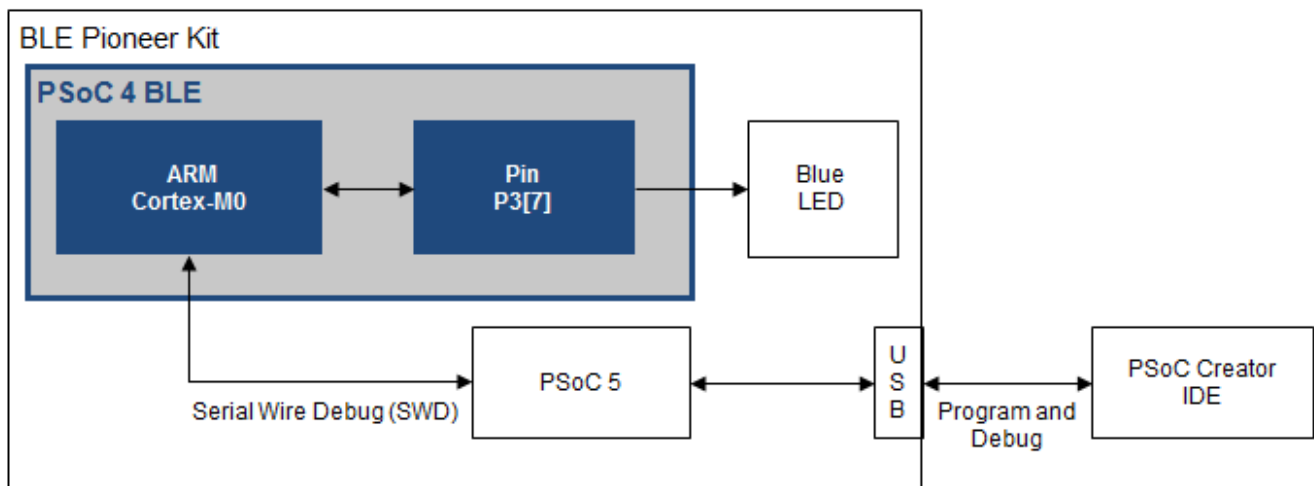 BLE Pioneer Kit
PSoC 4 BLE
ARM
Cortex-M0
Pin
P3[7]
Blue
LED
PSoC 5
U
S
B
PSoC Creator
IDE
Serial Wire Debug (SWD)
Program and
Debug